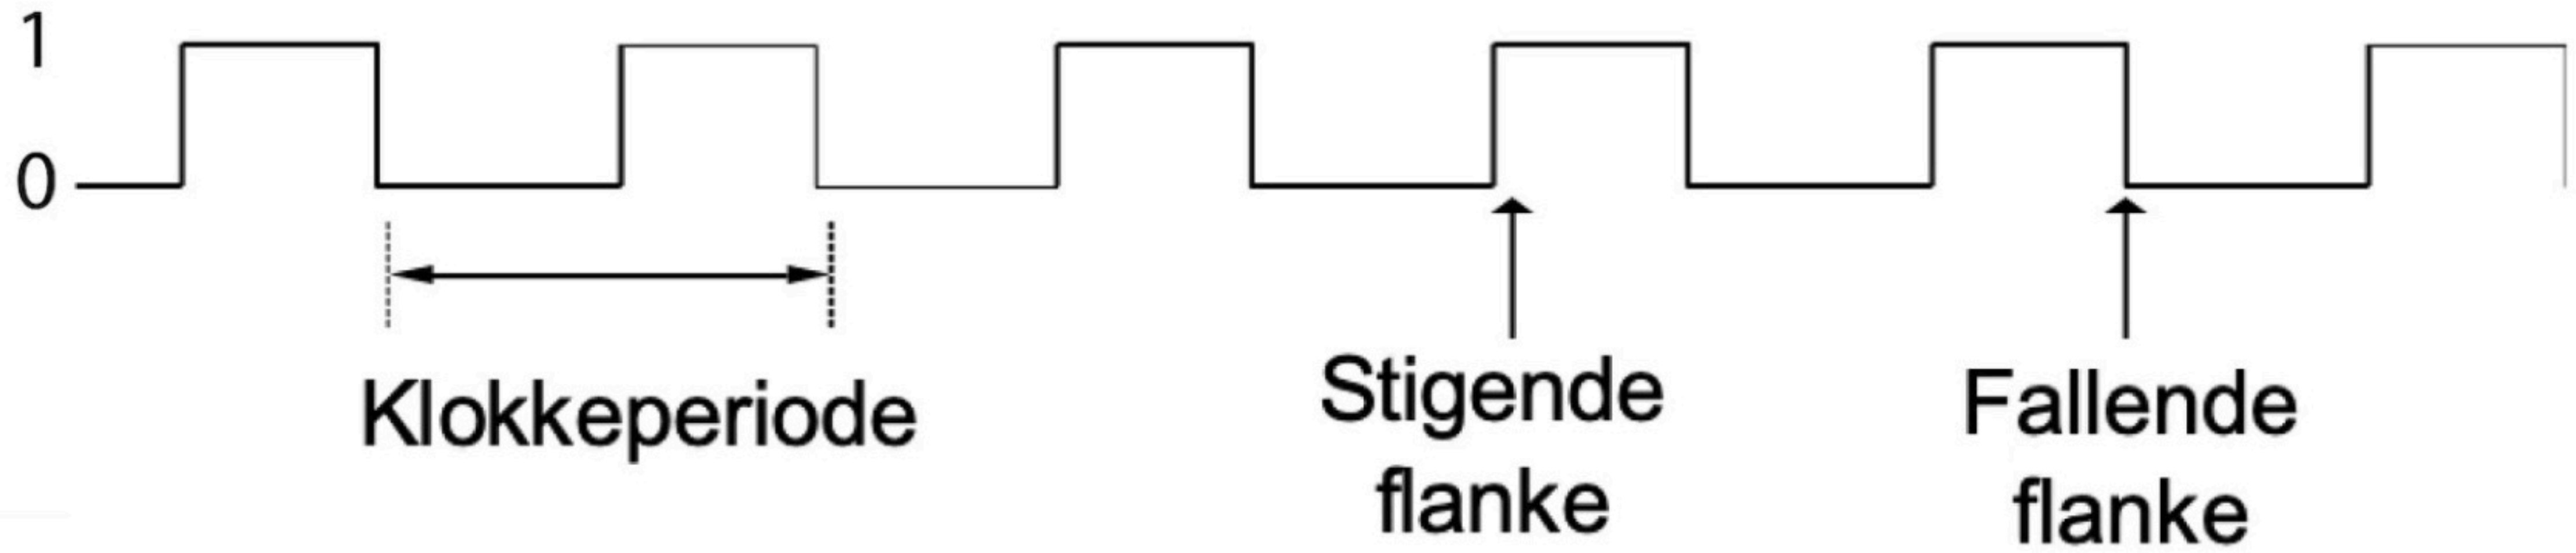 1
0
Klokkeperiode
Stigende
flanke
Fallende
flanke